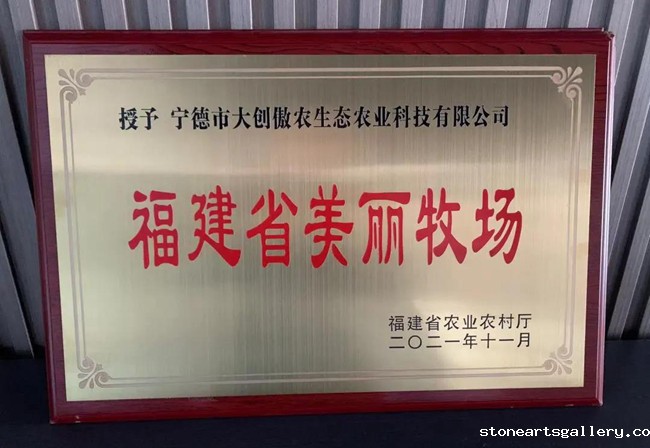 授予 宁德市大创傲农生态农业科技有限公司
福建省美丽牧场
福建省农业农村厅
二〇二一年十一月
stoneartsgallery.co